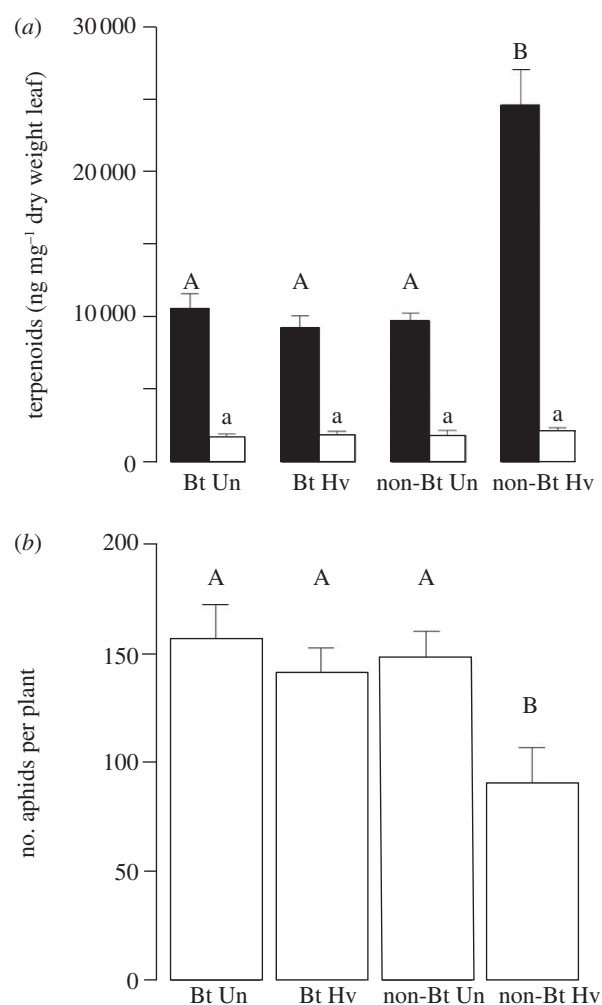 (a)
30 000
20 000
10 000
0
terpenoids (ng mg⁻¹ dry weight leaf)
A A A B
a a a a
Bt Un Bt Hv non-Bt Un non-Bt Hv
(b)
200
150
100
50
0
no. aphids per plant
A A A B
Bt Un Bt Hv non-Bt Un non-Bt Hv